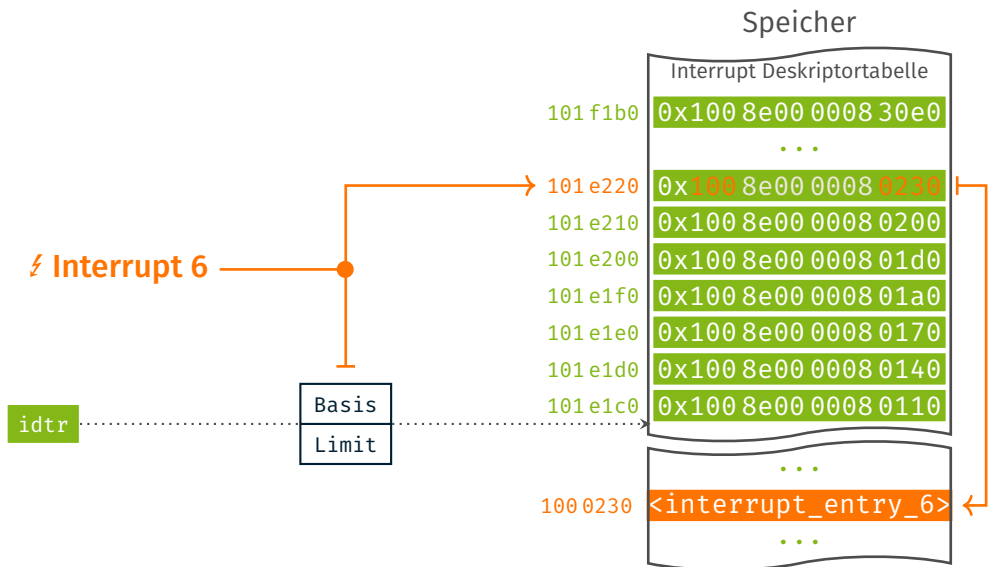 Speicher
Interrupt Deskriptortabelle
101 f1b0 0x100 8e00 0008 30e0
...
101 e220 0x100 8e00 0008 0230
101 e210 0x100 8e00 0008 0200
⚡ Interrupt 6
101 e200 0x100 8e00 0008 01d0
101 e1f0 0x100 8e00 0008 01a0
101 e1e0 0x100 8e00 0008 0170
101 e1d0 0x100 8e00 0008 0140
Basis
101 e1c0 0x100 8e00 0008 0110
idtr
Limit
...
100 0230 <interrupt_entry_6>
...